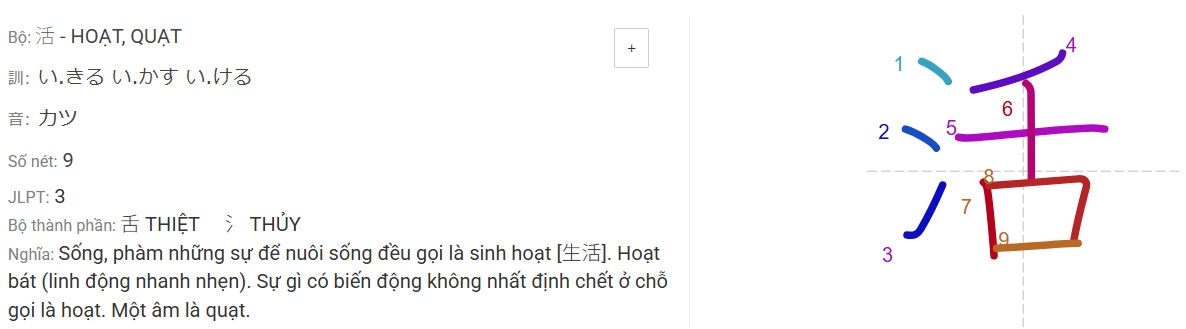 Bộ: 活 - HOẠT, QUẠT
+
訓: い.きる い.かす い.ける
音: カツ
Số nét: 9
JLPT: 3
Bộ thành phần: 舌 THIỆT 氵 THỦY
Nghĩa: Sống, phàm những sự để nuôi sống đều gọi là sinh hoạt [生活]. Hoạt
bát (linh động nhanh nhẹn). Sự gì có biến động không nhất định chết ở chỗ
gọi là hoạt. Một âm là quạt.
活
1
2
3
4
5
6
7
8
9